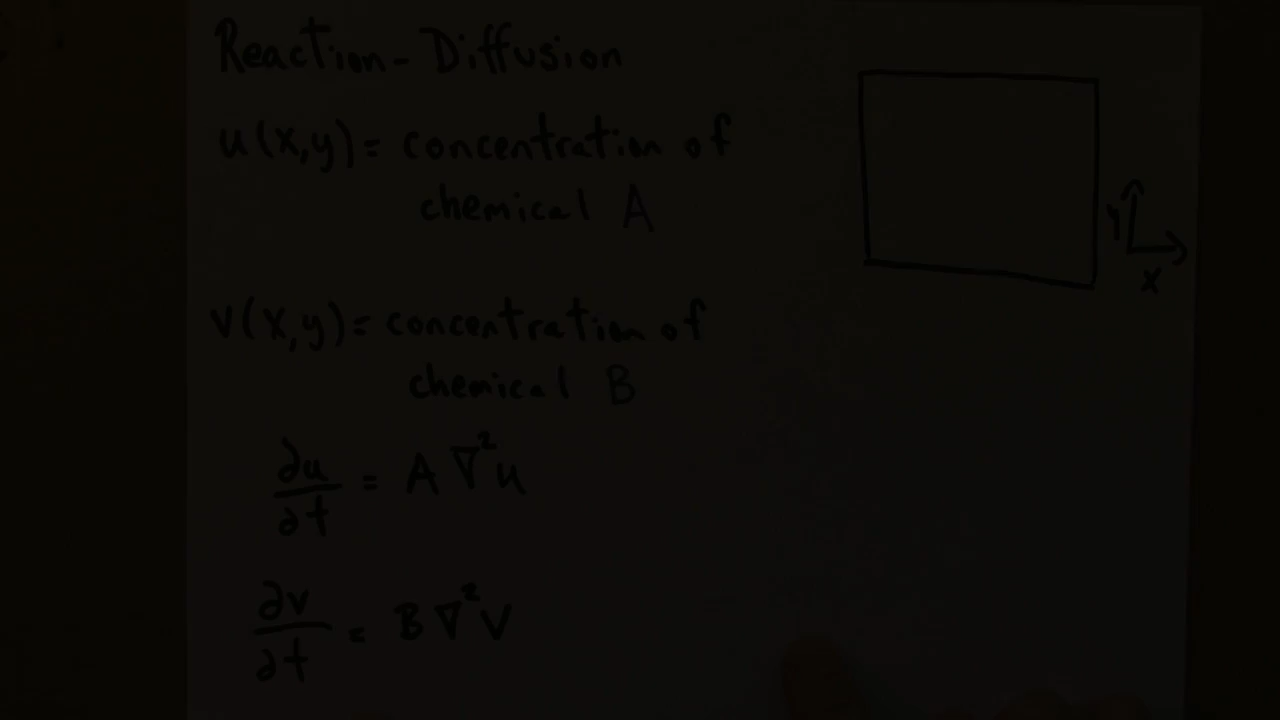 Reaction-Diffusion
u(x,y) = concentration of
chemical A
v(x,y) = concentration of
chemical B
∂u/∂t = A ∇²u
∂v/∂t = B ∇²v
y
x